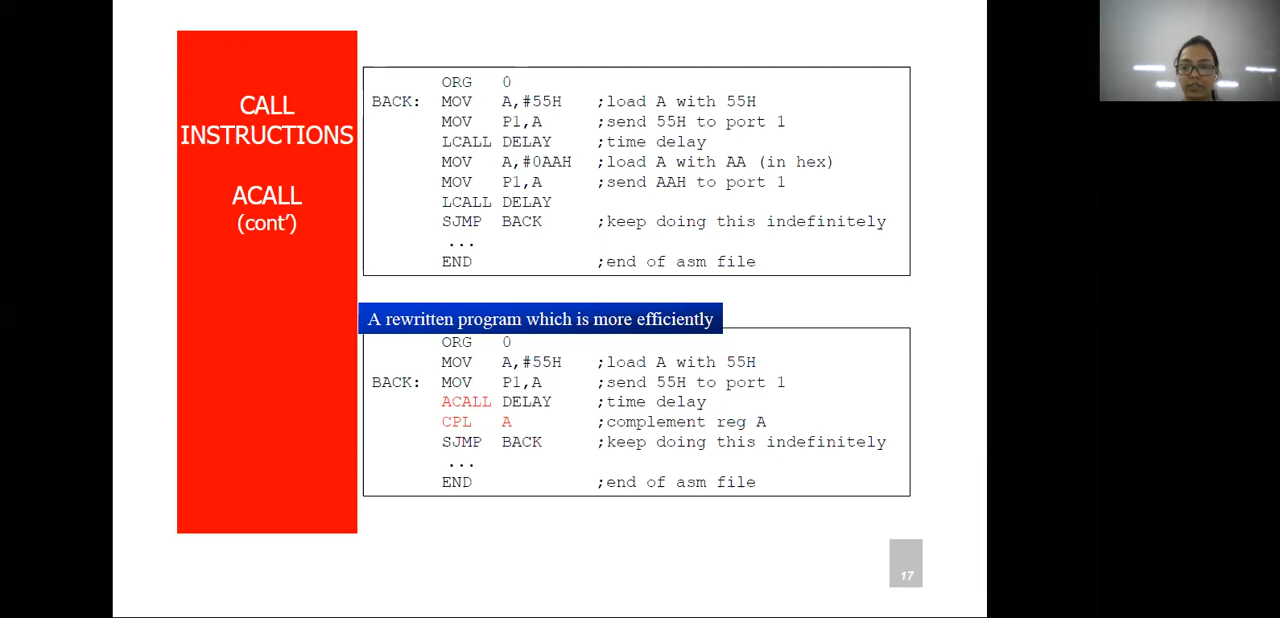 CALL
INSTRUCTIONS
ACALL
(cont’)
ORG 0
BACK: MOV A,#55H ;load A with 55H
MOV P1,A ;send 55H to port 1
LCALL DELAY ;time delay
MOV A,#0AAH ;load A with AA (in hex)
MOV P1,A ;send AAH to port 1
LCALL DELAY
SJMP BACK ;keep doing this indefinitely
...
END ;end of asm file
A rewritten program which is more efficiently
ORG 0
MOV A,#55H ;load A with 55H
BACK: MOV P1,A ;send 55H to port 1
ACALL DELAY ;time delay
CPL A ;complement reg A
SJMP BACK ;keep doing this indefinitely
...
END ;end of asm file
17